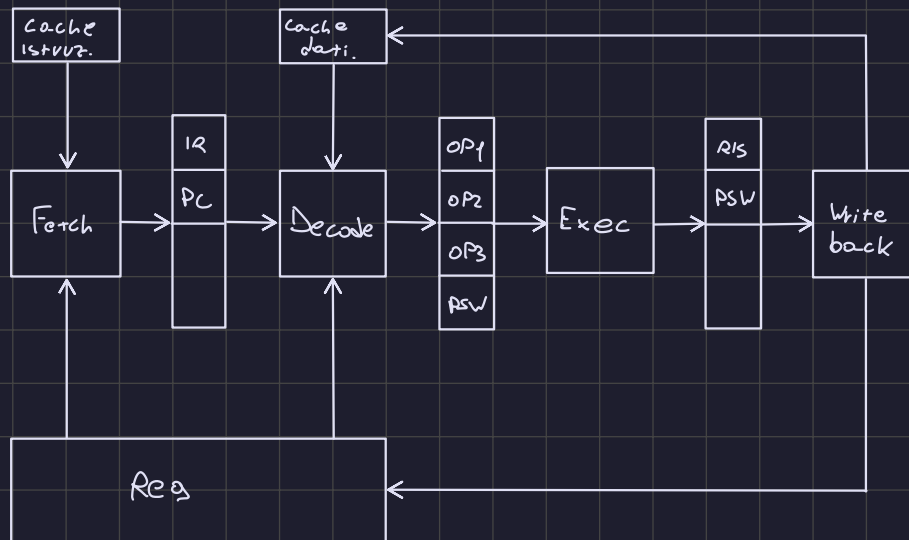 Cache
istruz.
Cache
dati.
IR
PC
Fetch
Decode
OP1
OP2
OP3
PSW
Exec
RIS
PSW
Write
back
Reg